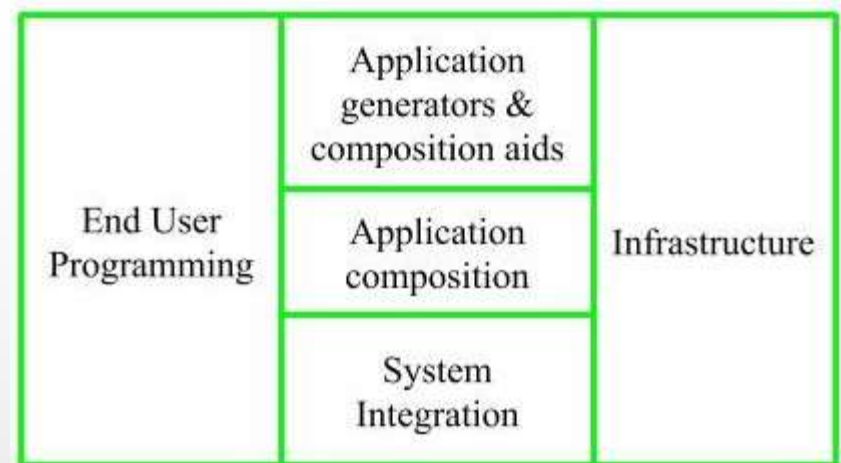 End User
Programming
Application
generators &
composition aids
Application
composition
System
Integration
Infrastructure